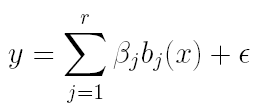 y = \sum_{j=1}^{r} \beta_j b_j(x) + \epsilon